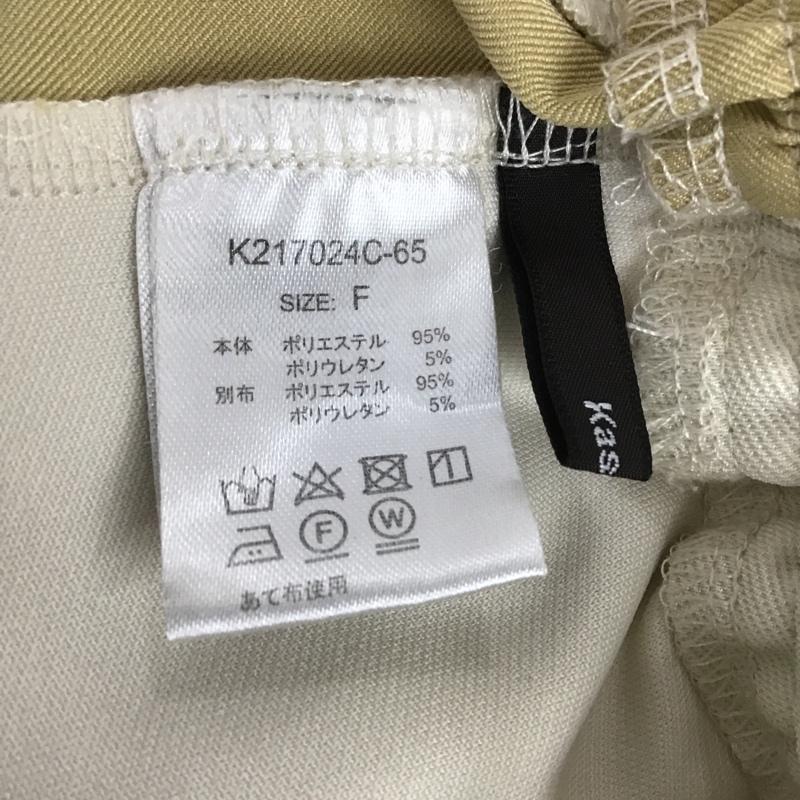 K217024C-65
SIZE: F
本体 ポリエステル 95%
ポリウレタン 5%
別布 ポリエステル 95%
ポリウレタン 5%
F W
あて布使用
Kas